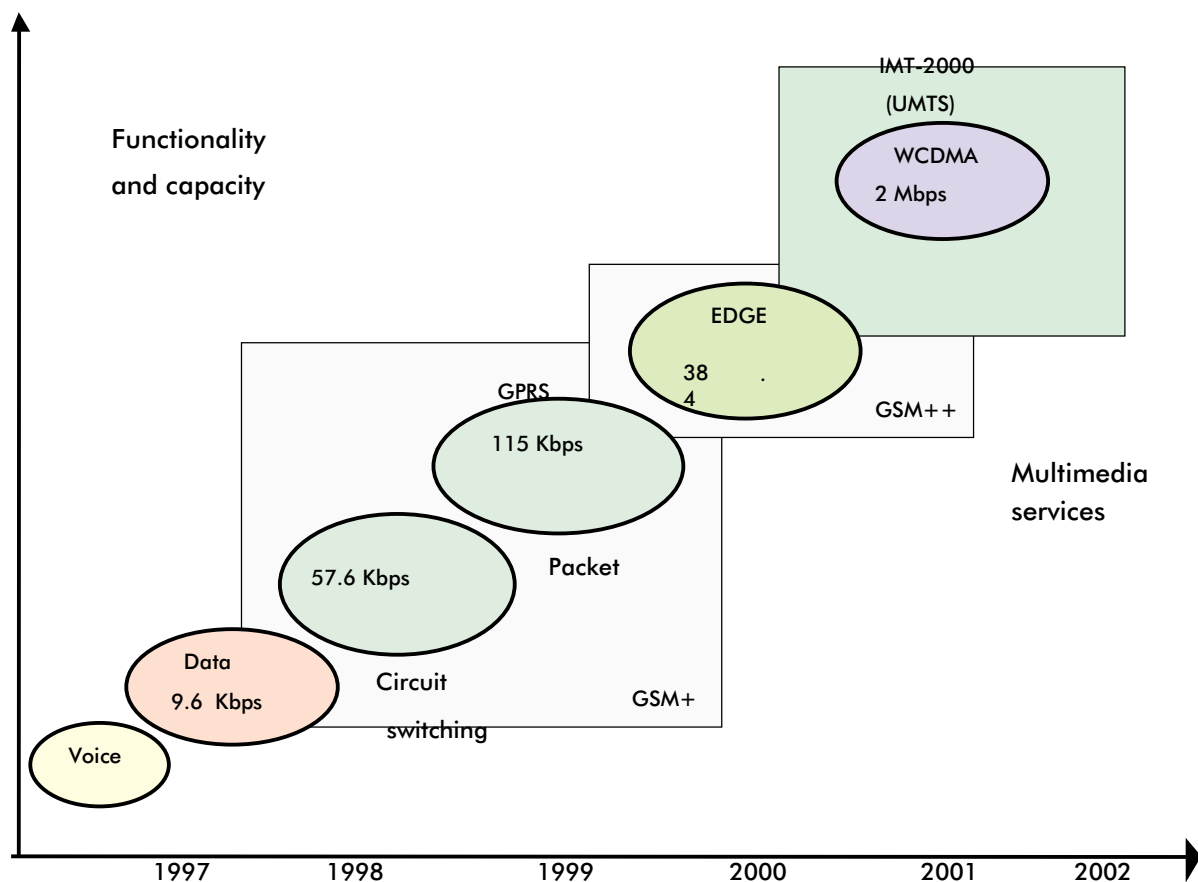 IMT-2000
(UMTS)
Functionality
and capacity
WCDMA
2 Mbps
EDGE
38 .
4
GPRS
GSM++
115 Kbps
Multimedia
services
Packet
57.6 Kbps
Data
9.6 Kbps
Circuit
switching
GSM+
Voice
1997 1998 1999 2000 2001 2002